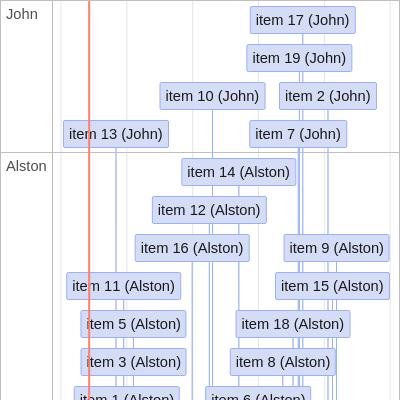 John
item 17 (John)
item 19 (John)
item 10 (John)
item 2 (John)
item 13 (John)
item 7 (John)
Alston
item 14 (Alston)
item 12 (Alston)
item 16 (Alston)
item 9 (Alston)
item 11 (Alston)
item 15 (Alston)
item 5 (Alston)
item 18 (Alston)
item 3 (Alston)
item 8 (Alston)
item 1 (Alston)
item 6 (Alston)